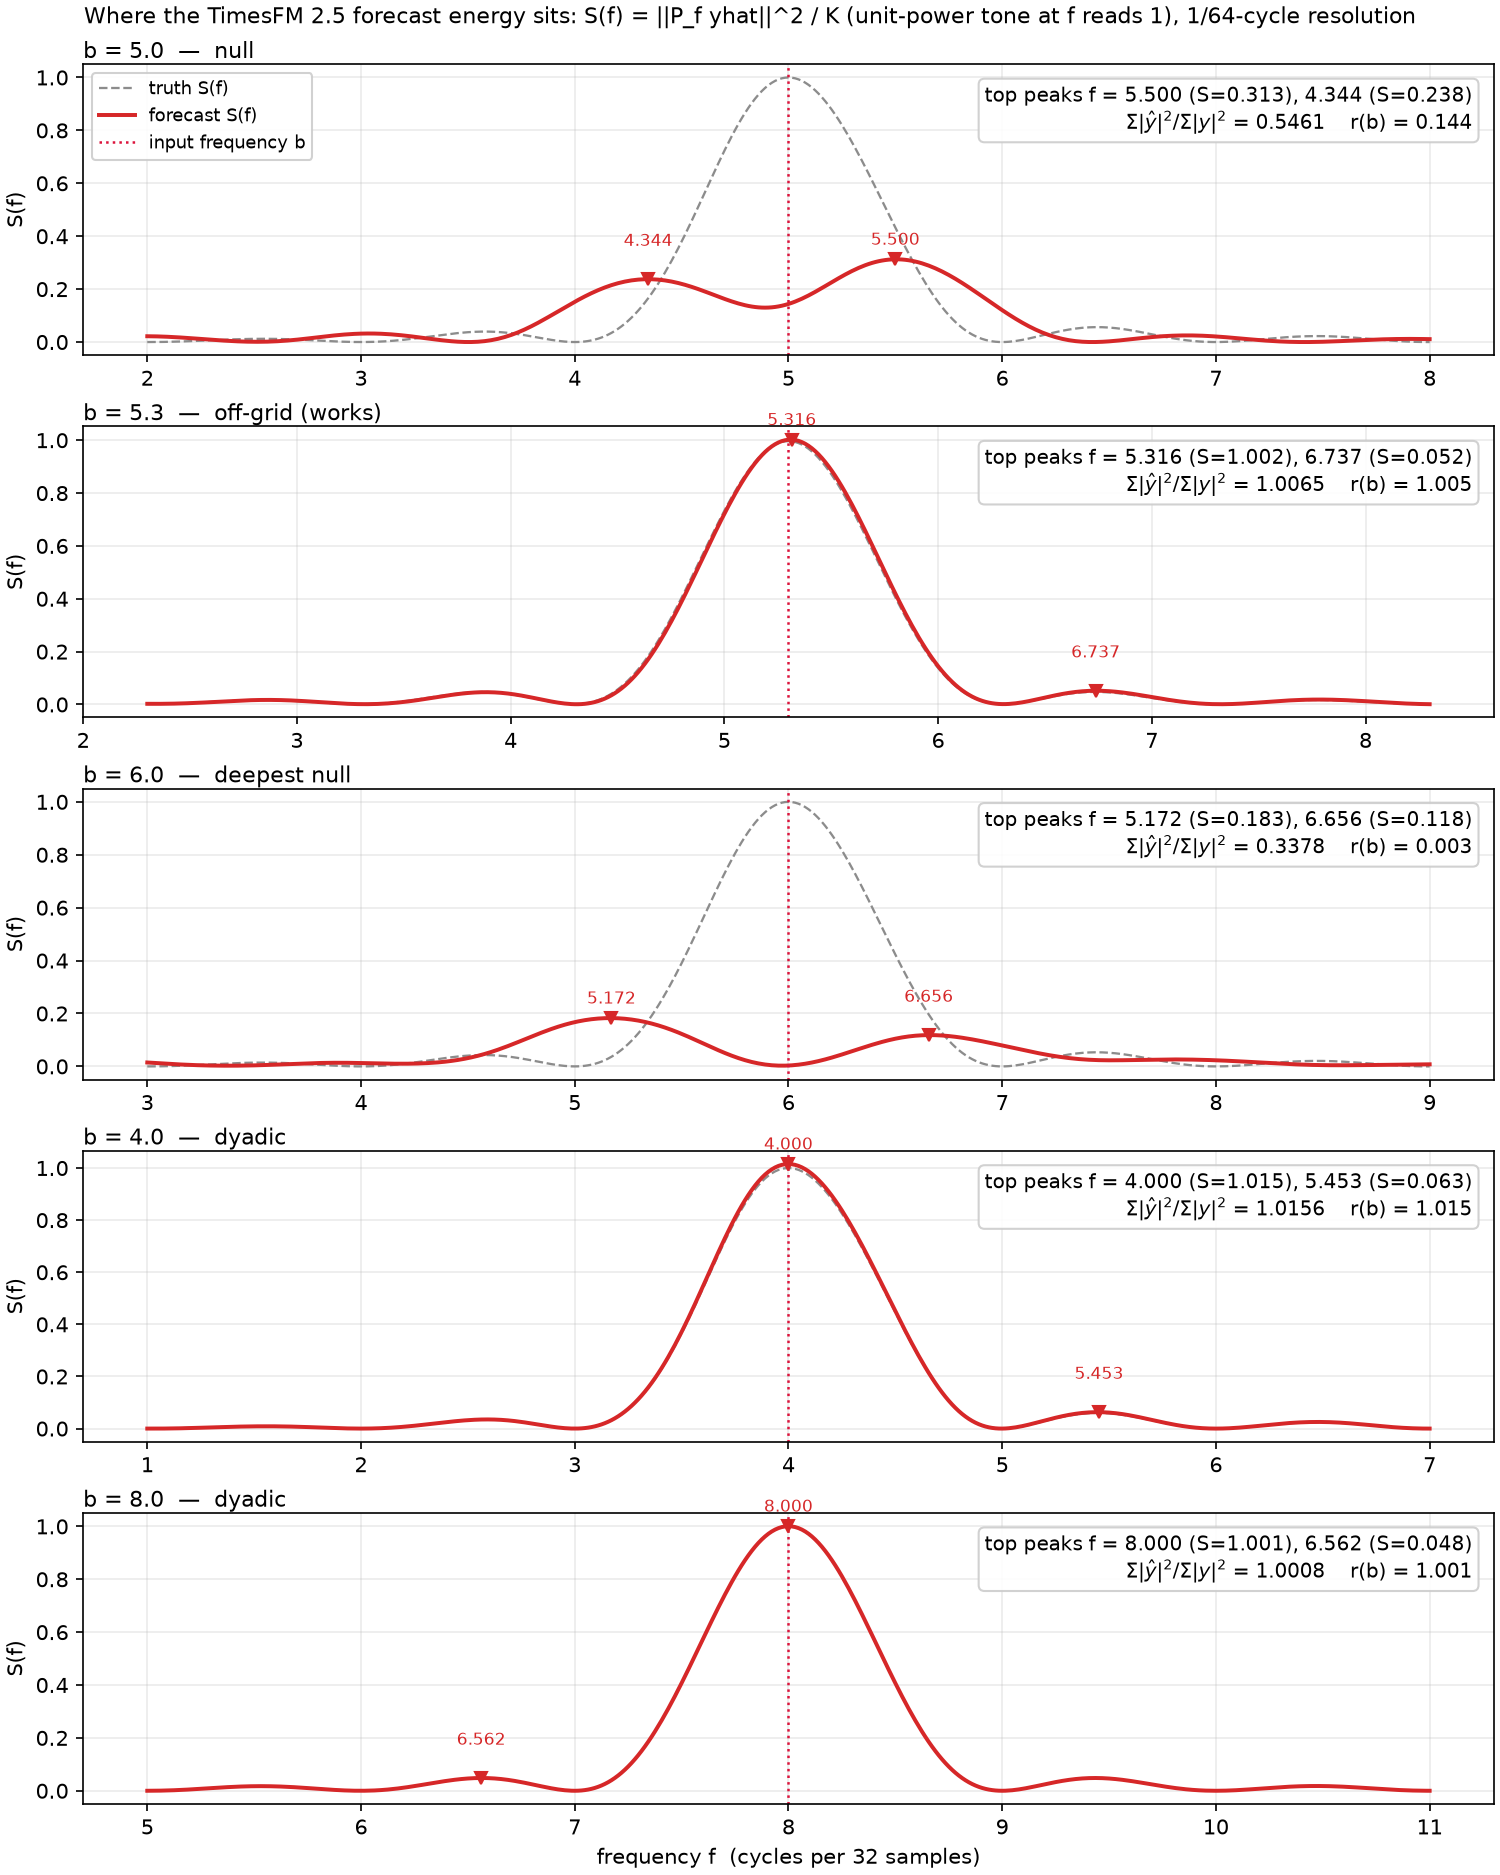 Where the TimesFM 2.5 forecast energy sits: S(f) = ||P_f yhat||^2 / K (unit-power tone at f reads 1), 1/64-cycle resolution
b = 5.0 — null
truth S(f)
forecast S(f)
input frequency b
top peaks f = 5.500 (S=0.313), 4.344 (S=0.238)
Σ|ŷ|²/Σ|y|² = 0.5461 r(b) = 0.144
4.344
5.500
S(f)
1.0
0.8
0.6
0.4
0.2
0.0
2 3 4 5 6 7 8
b = 5.3 — off-grid (works)
5.316
top peaks f = 5.316 (S=1.002), 6.737 (S=0.052)
Σ|ŷ|²/Σ|y|² = 1.0065 r(b) = 1.005
6.737
S(f)
1.0
0.8
0.6
0.4
0.2
0.0
2 3 4 5 6 7 8
b = 6.0 — deepest null
top peaks f = 5.172 (S=0.183), 6.656 (S=0.118)
Σ|ŷ|²/Σ|y|² = 0.3378 r(b) = 0.003
5.172
6.656
S(f)
1.0
0.8
0.6
0.4
0.2
0.0
3 4 5 6 7 8 9
b = 4.0 — dyadic
4.000
top peaks f = 4.000 (S=1.015), 5.453 (S=0.063)
Σ|ŷ|²/Σ|y|² = 1.0156 r(b) = 1.015
5.453
S(f)
1.0
0.8
0.6
0.4
0.2
0.0
1 2 3 4 5 6 7
b = 8.0 — dyadic
8.000
top peaks f = 8.000 (S=1.001), 6.562 (S=0.048)
Σ|ŷ|²/Σ|y|² = 1.0008 r(b) = 1.001
6.562
S(f)
1.0
0.8
0.6
0.4
0.2
0.0
5 6 7 8 9 10 11
frequency f (cycles per 32 samples)